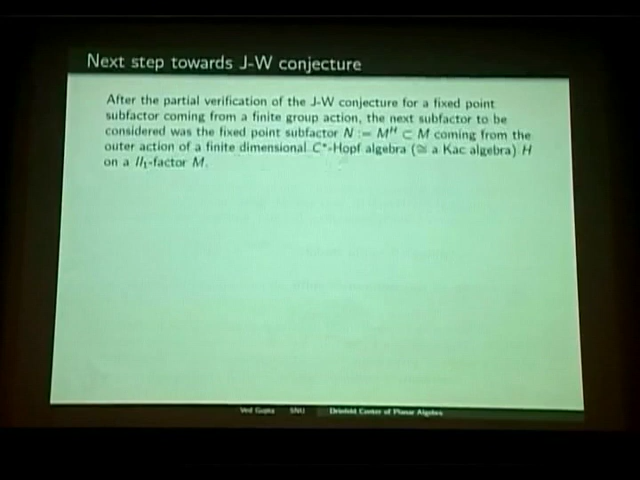 Next step towards J-W conjecture
After the partial verification of the J-W conjecture for a fixed point
subfactor coming from a finite group action, the next subfactor to be
considered was the fixed point subfactor N := M^H ⊂ M coming from the
outer action of a finite dimensional C*-Hopf algebra (≅ a Kac algebra) H
on a II₁-factor M.
Ved Gupta SNU Drinfeld Center of Planar Algebra